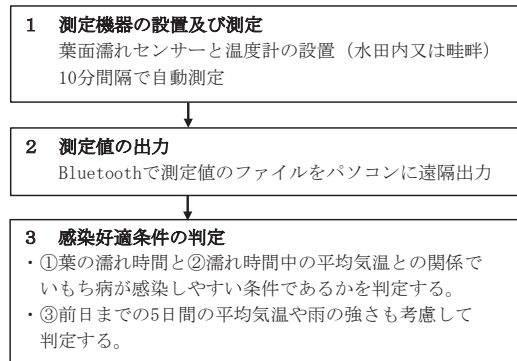 1 測定機器の設置及び測定
葉面濡れセンサーと温度計の設置（水田内又は畦畔）
10分間隔で自動測定
2 測定値の出力
Bluetoothで測定値のファイルをパソコンに遠隔出力
3 感染好適条件の判定
・①葉の濡れ時間と②濡れ時間中の平均気温との関係で
いもち病が感染しやすい条件であるかを判定する。
・③前日までの5日間の平均気温や雨の強さも考慮して
判定する。